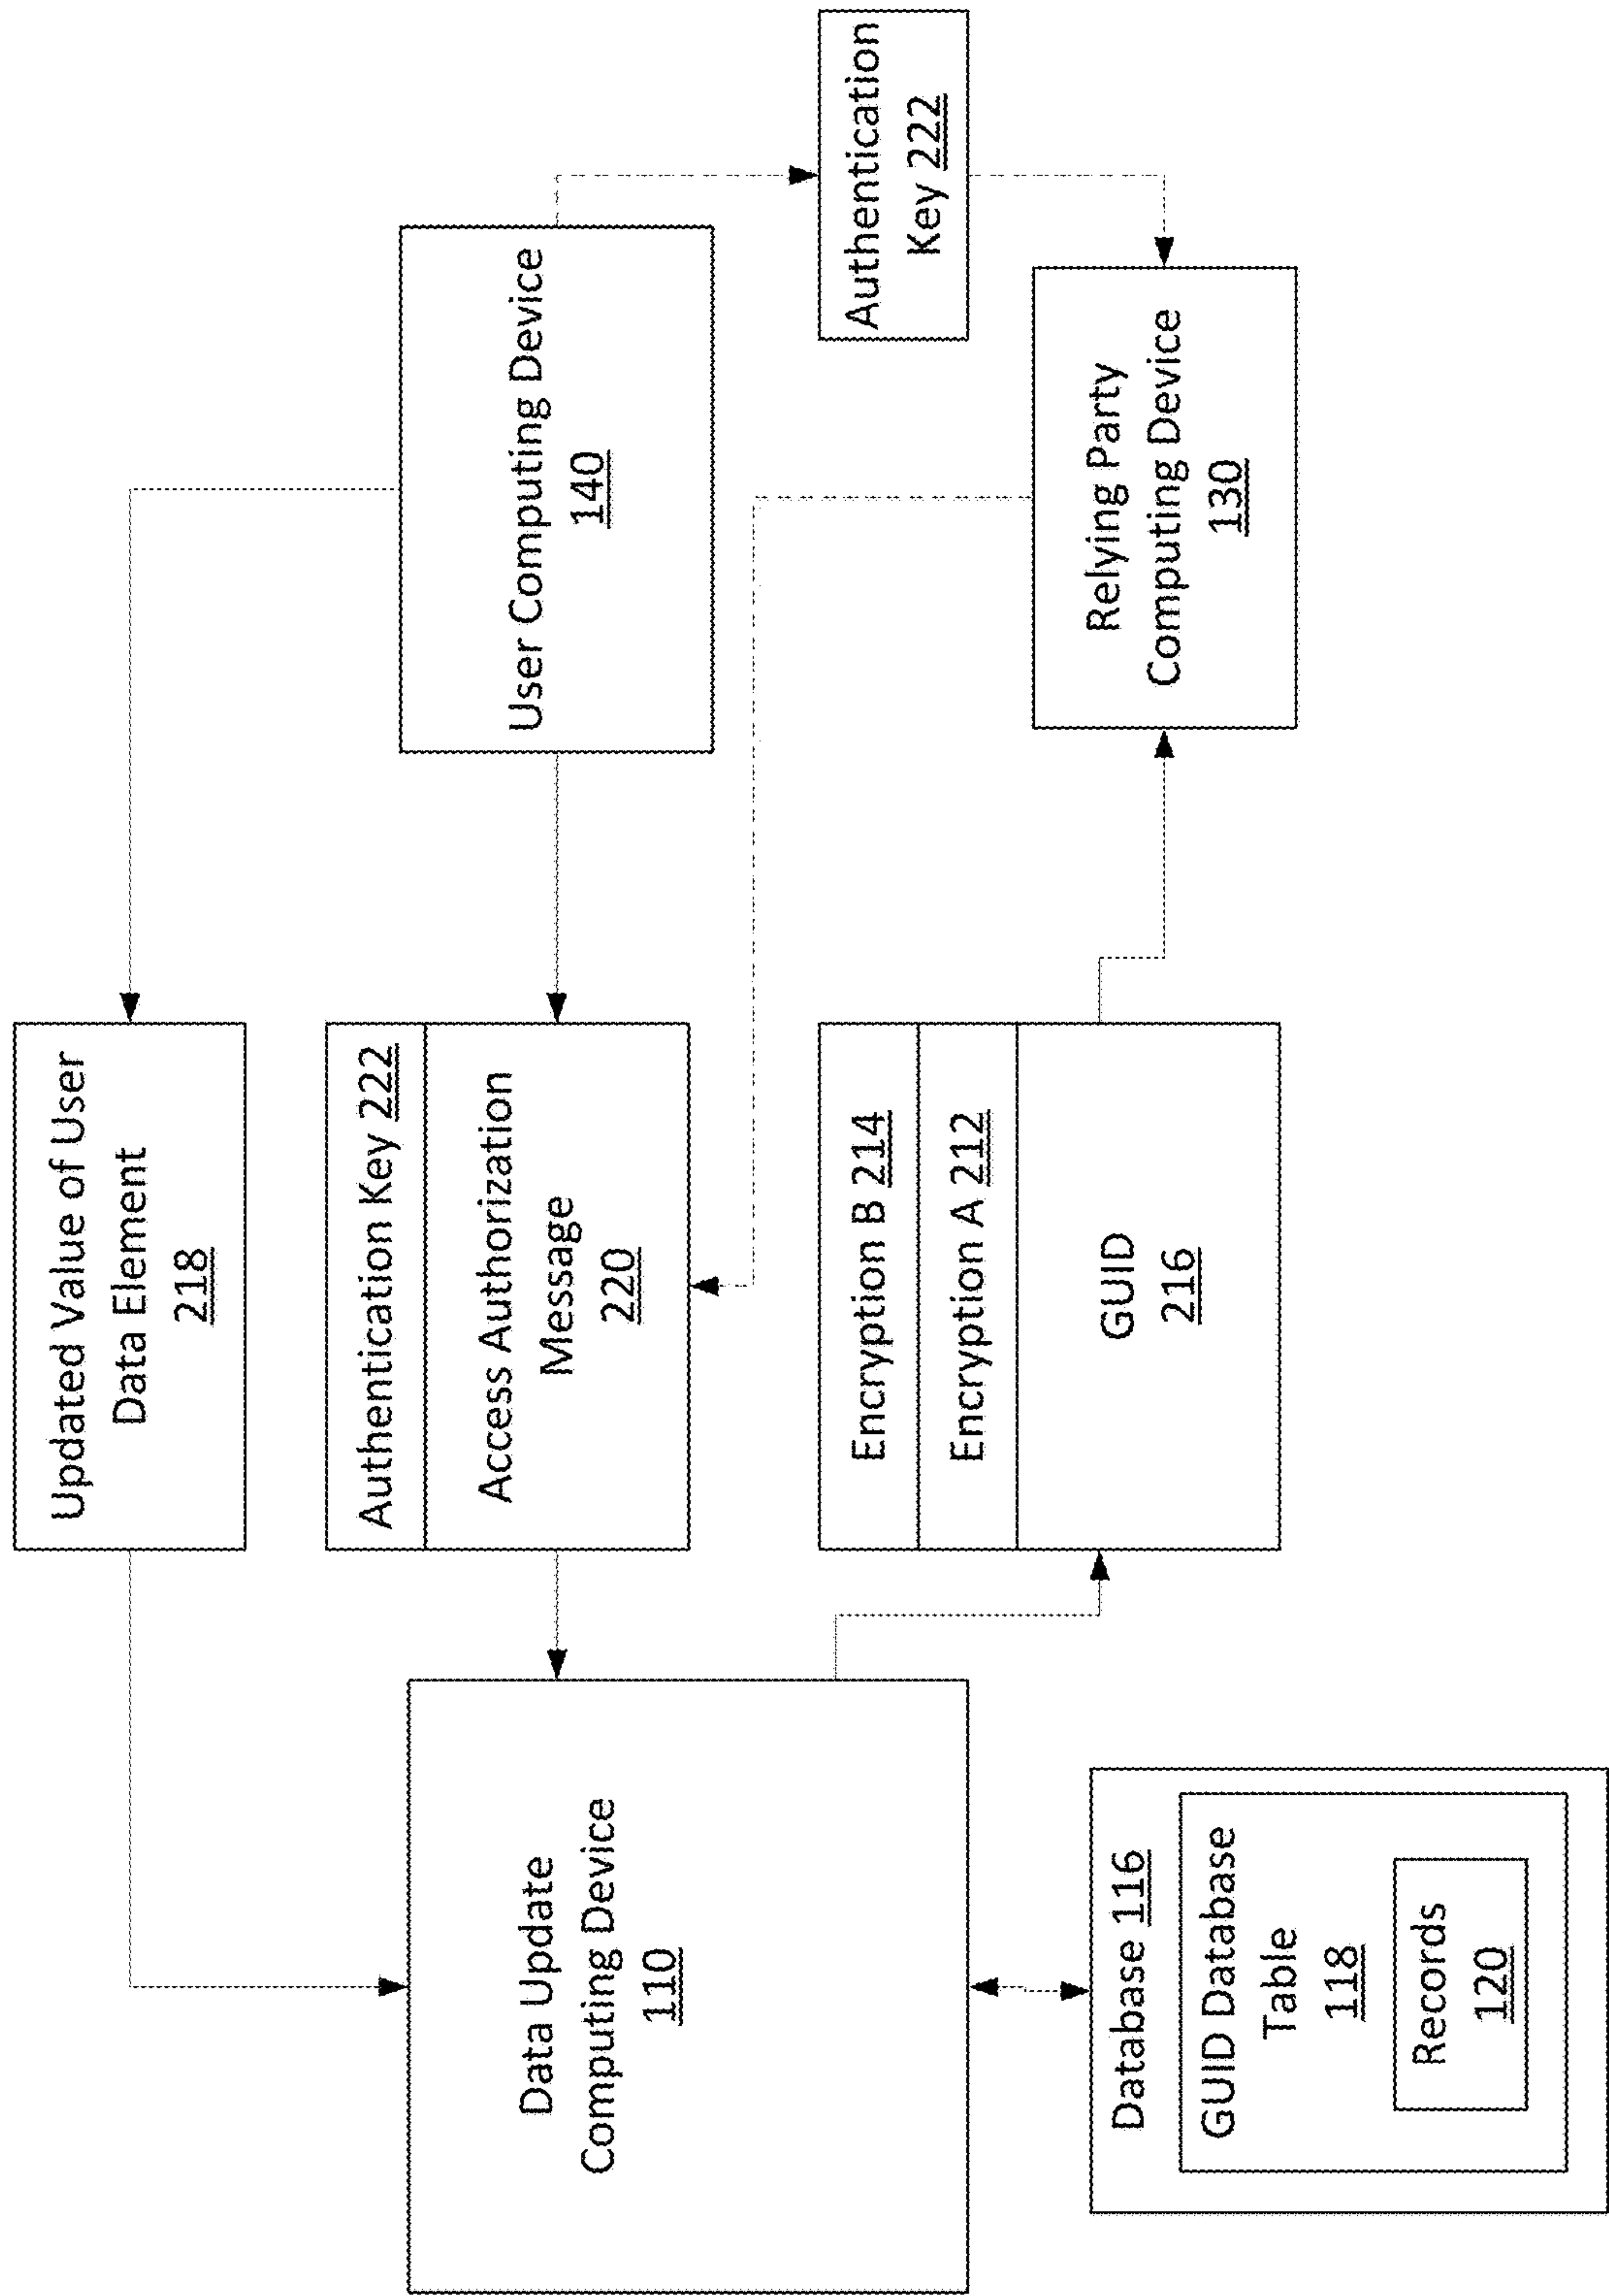 Updated Value of User
Data Element
218
Authentication Key 222
Access Authorization
Message
220
User Computing Device
140
Data Update
Computing Device
110
Encryption B 214
Encryption A 212
GUID
216
Authentication
Key 222
Relying Party
Computing Device
130
Database 116
GUID Database
Table
118
Records
120